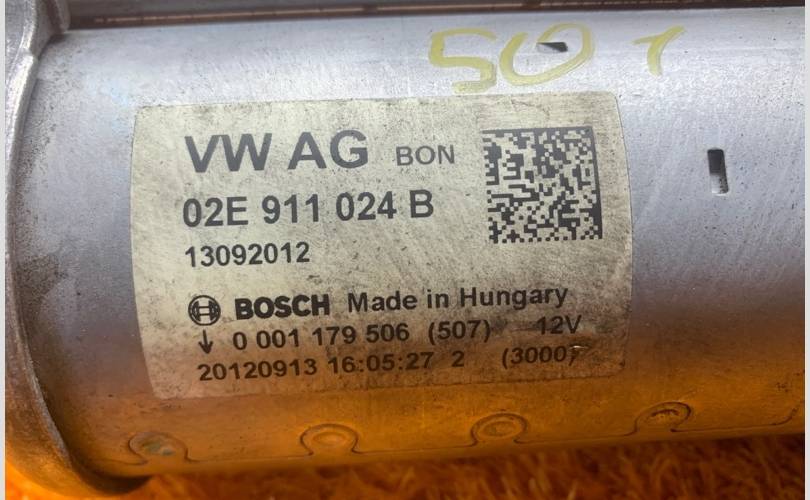 501
VW AG BON
02E 911 024 B
13092012
BOSCH Made in Hungary
↓ 0 001 179 506 (507) 12V
20120913 16:05:27 2 (3000)